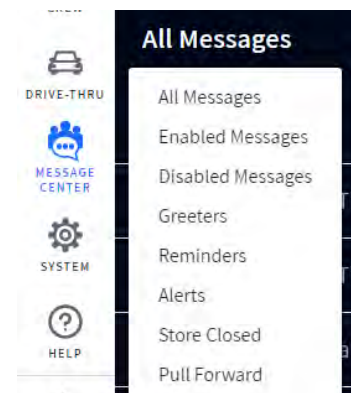 All Messages
DRIVE-THRU
MESSAGE
CENTER
SYSTEM
HELP
All Messages
Enabled Messages
Disabled Messages
Greeters
Reminders
Alerts
Store Closed
Pull Forward